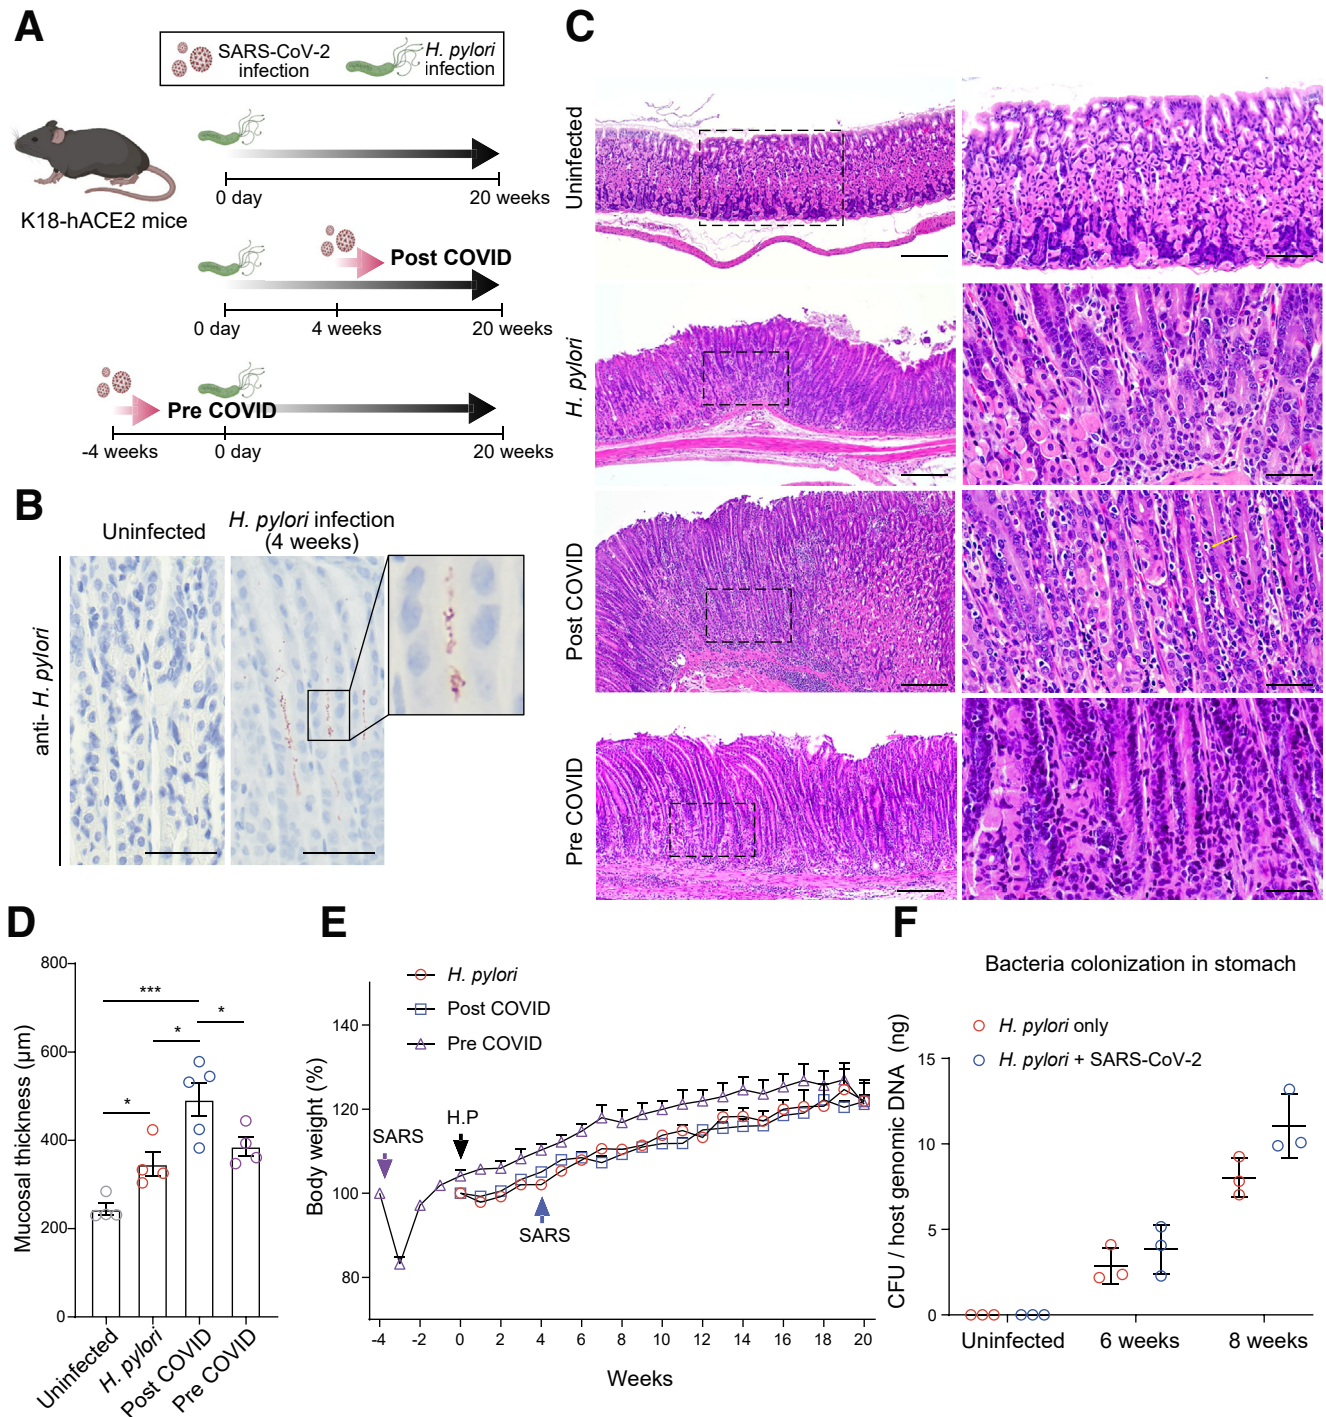 A
SARS-CoV-2
infection
H. pylori
infection
K18-hACE2 mice
0 day
20 weeks
Post COVID
0 day
4 weeks
20 weeks
Pre COVID
-4 weeks
0 day
20 weeks
B
Uninfected
H. pylori infection
(4 weeks)
anti- H. pylori
C
Uninfected
H. pylori
Post COVID
Pre COVID
D
800
600
400
200
0
Mucosal thickness (μm)
***
*
*
*
Uninfected
H. pylori
Post COVID
Pre COVID
E
H. pylori
Post COVID
Pre COVID
140
120
100
80
Body weight (%)
SARS
H.P
SARS
-4
-2
0
2
4
6
8
10
12
14
16
18
20
Weeks
F
Bacteria colonization in stomach
H. pylori only
H. pylori + SARS-CoV-2
15
10
5
0
CFU / host genomic DNA (ng)
Uninfected
6 weeks
8 weeks